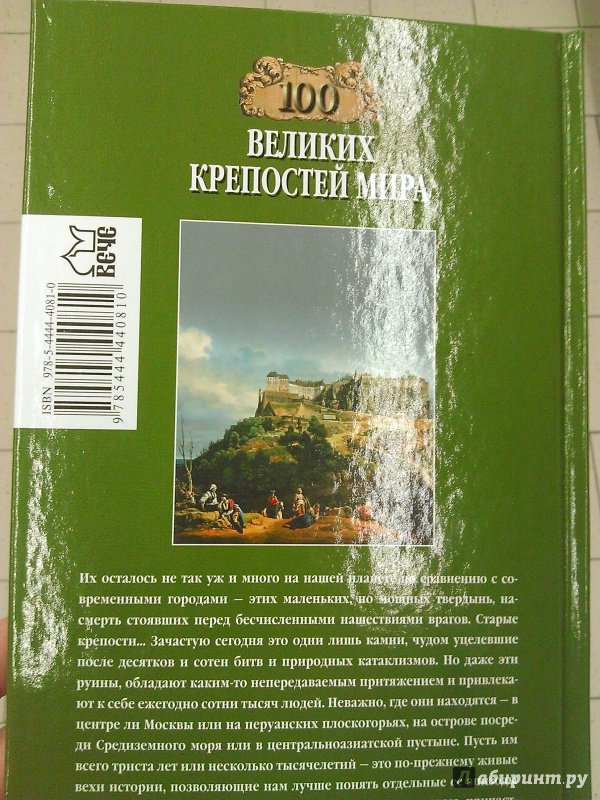 100
ВЕЛИКИХ
КРЕПОСТЕЙ МИРА
ВЕЧЕ
ISBN 978-5-4444-4081-0
9 785444 440810
Их осталось не так уж и много на нашей планете по сравнению с со-
временными городами – этих маленьких, но мощных твердынь, на-
смерть стоявших перед бесчисленными нашествиями врагов. Старые
крепости... Зачастую сегодня это одни лишь камни, чудом уцелевшие
после десятков и сотен битв и природных катаклизмов. Но даже эти
руины, обладают каким-то непередаваемым притяжением и привлека-
ют к себе ежегодно сотни тысяч людей. Неважно, где они находятся – в
центре ли Москвы или на перуанских плоскогорьях, на острове посре-
ди Средиземного моря или в центральноазиатской пустыне. Пусть им
всего триста лет или несколько тысячелетий – это по-прежнему живые
вехи истории, позволяющие нам лучше понять отдельные
Лабиринт.ру